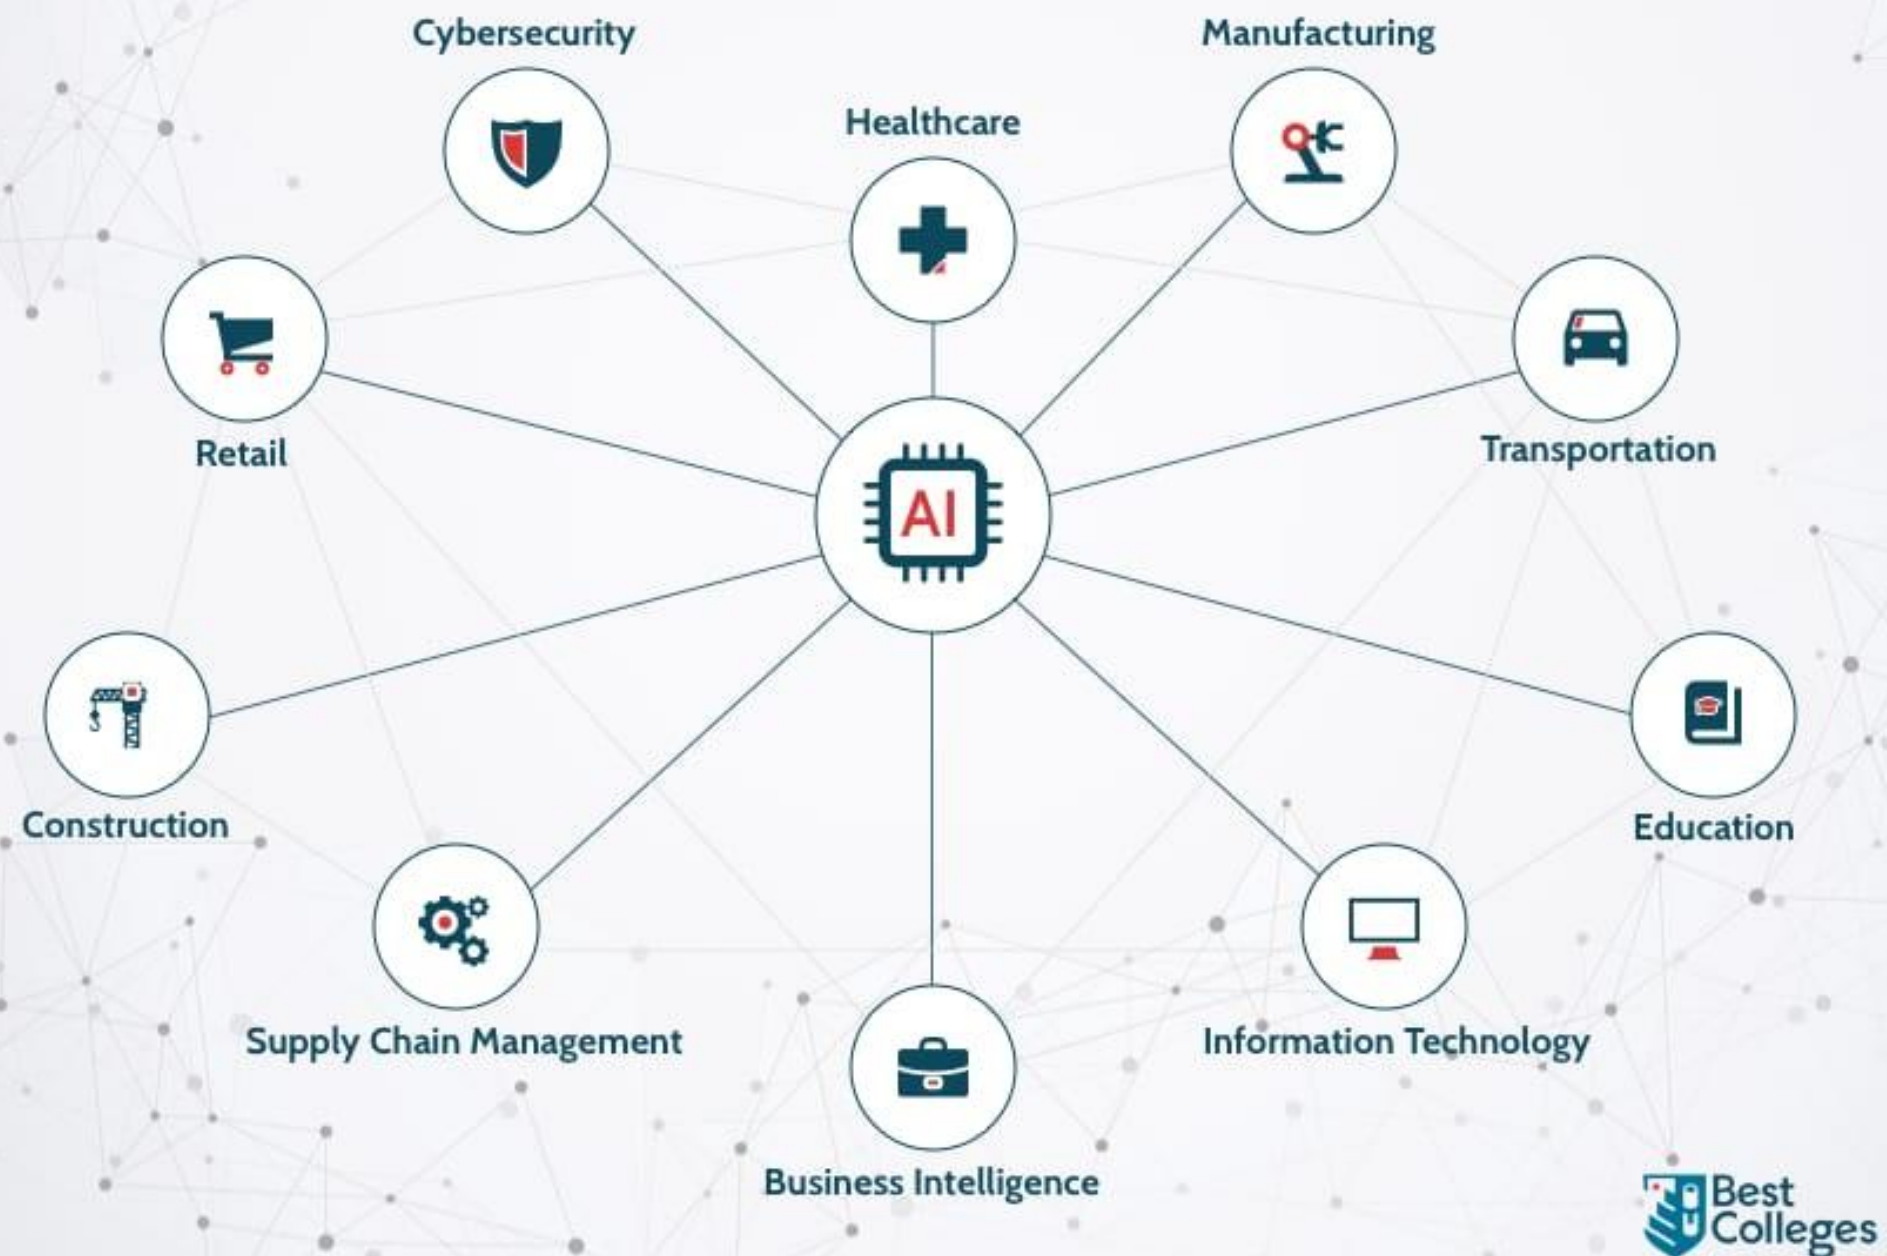 Cybersecurity
Manufacturing
Healthcare
Retail
Transportation
AI
Construction
Education
Supply Chain Management
Information Technology
Business Intelligence
Best
Colleges